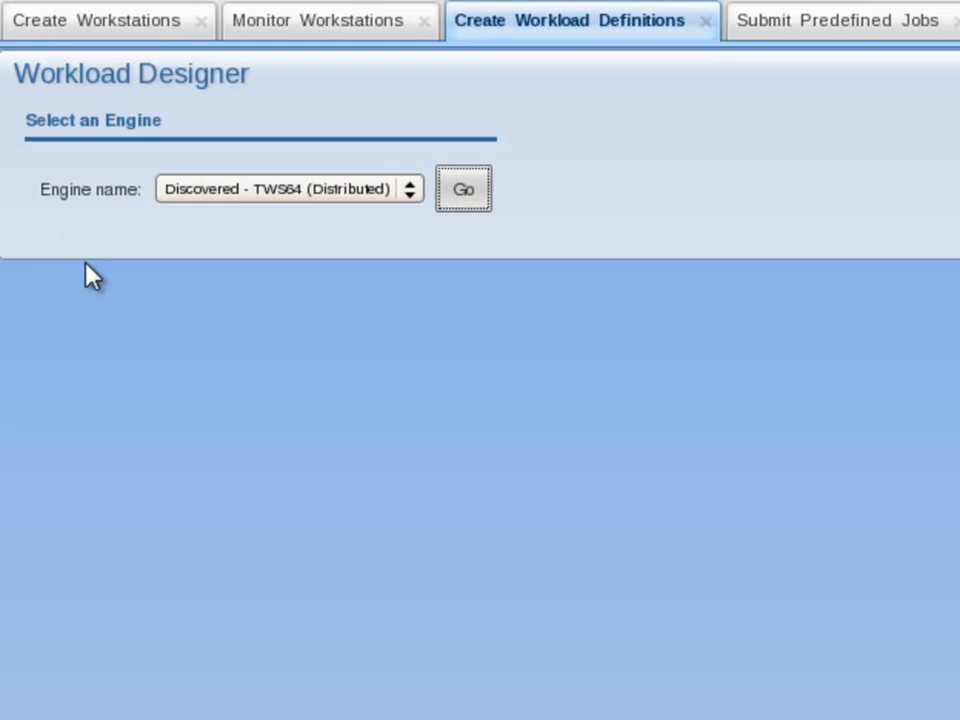 Create Workstations Monitor Workstations Create Workload Definitions Submit Predefined Jobs
Workload Designer
Select an Engine
Engine name: Discovered - TWS64 (Distributed) Go